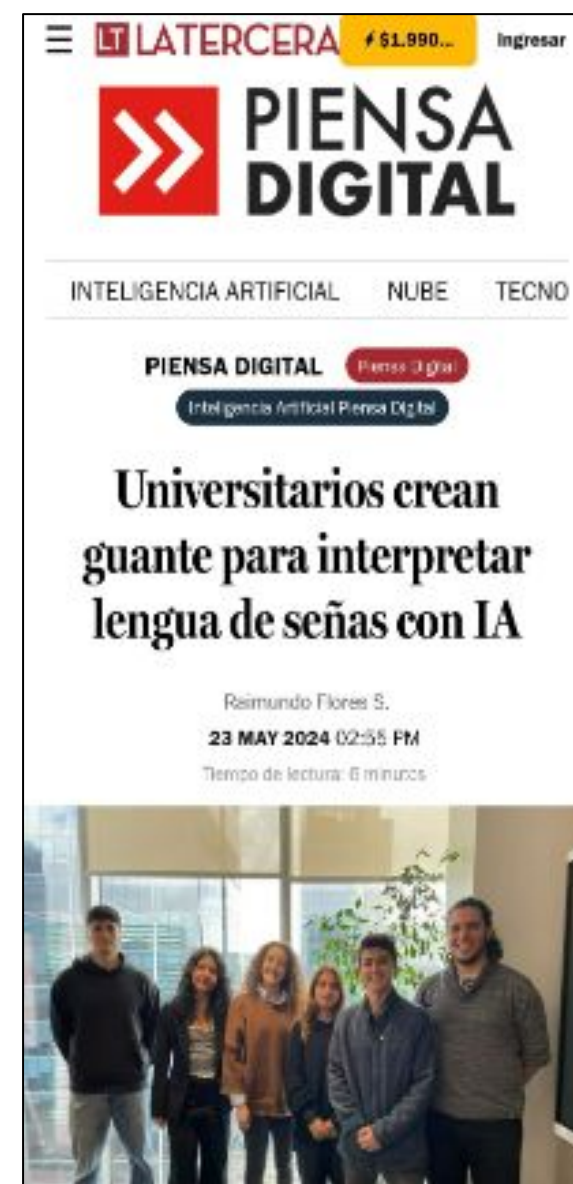 LT LATERCERA $1.990... Ingresar
PIENSA
DIGITAL
INTELIGENCIA ARTIFICIAL NUBE TECNO
PIENSA DIGITAL Piensa Digital
Inteligencia Artificial Piensa Digital
Universitarios crean
guante para interpretar
lengua de señas con IA
Raimundo Flores S.
23 MAY 2024 02:55 PM
Tiempo de lectura: 6 minutos